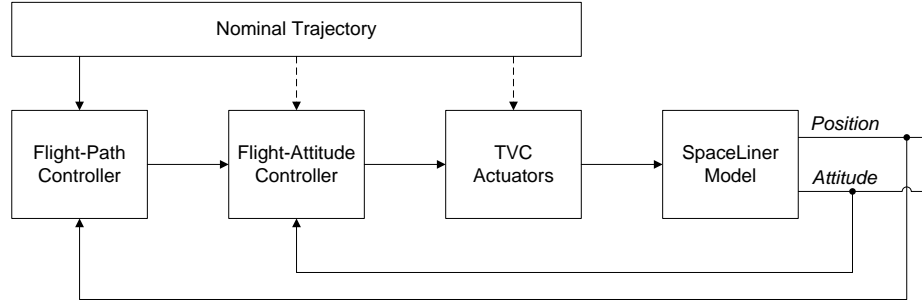 Nominal Trajectory
Flight-Path
Controller
Flight-Attitude
Controller
TVC
Actuators
SpaceLiner
Model
Position
Attitude